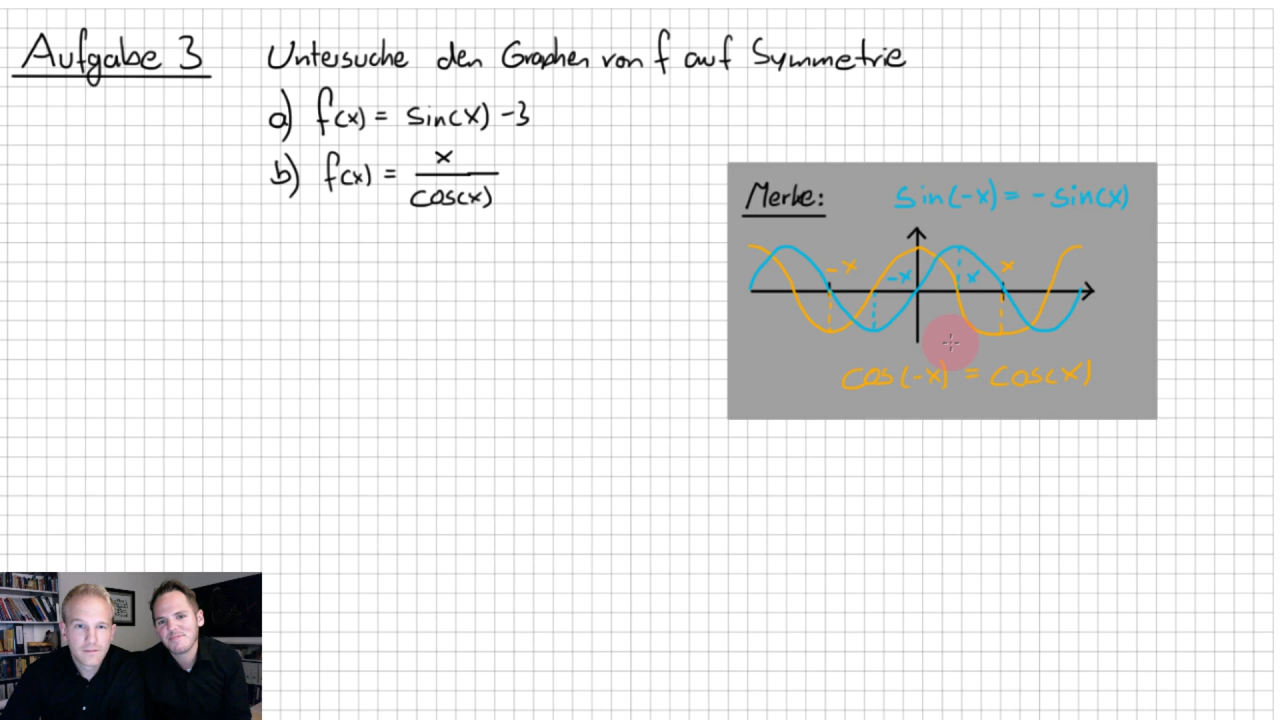 Aufgabe 3 Untersuche den Graphen von f auf Symmetrie
a) f(x) = sin(x) - 3
b) f(x) = x / cos(x)
Merke: sin(-x) = - sin(x)
-x -x x x
cos(-x) = cos(x)